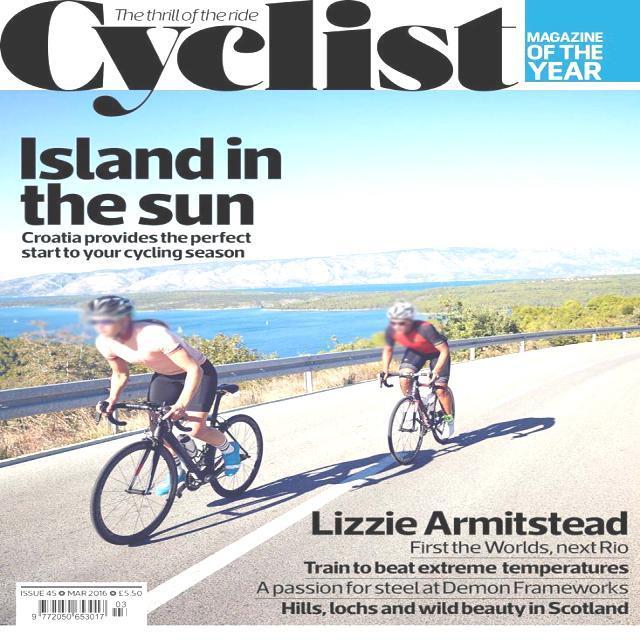 The thrill of the ride
Cyclist
MAGAZINE
OF THE
YEAR
Island in
the sun
Croatia provides the perfect
start to your cycling season
Lizzie Armitstead
First the Worlds, next Rio
Train to beat extreme temperatures
A passion for steel at Demon Frameworks
Hills, lochs and wild beauty in Scotland
ISSUE 45 MAR 2016 £5.50
03
9 772050 653017